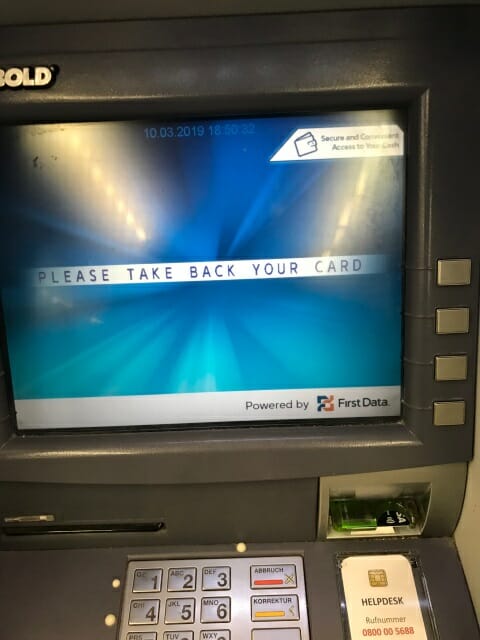 BOLD
10.03.2019 18:50:32
Secure and Convenient
Access to Your Cash
PLEASE TAKE BACK YOUR CARD
Powered by First Data.
QZ 1 ABC 2 DEF 3 ABBRUCH
GHI 4 JKL 5 MNO 6 KORREKTUR
PRS TUV WXY
HELPDESK
Rufnummer
0800 00 5688